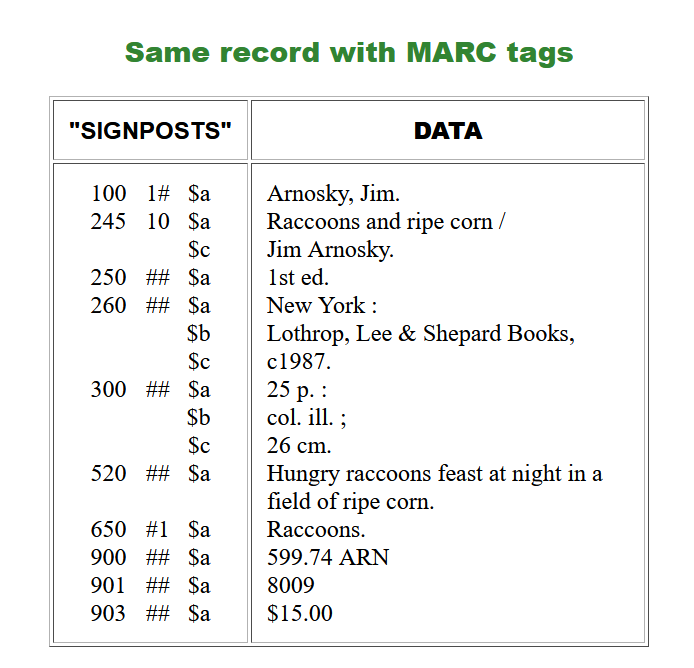 Same record with MARC tags
"SIGNPOSTS" DATA
100 1# $a Arnosky, Jim.
245 10 $a Raccoons and ripe corn /
$c Jim Arnosky.
250 ## $a 1st ed.
260 ## $a New York :
$b Lothrop, Lee & Shepard Books,
$c c1987.
300 ## $a 25 p. :
$b col. ill. ;
$c 26 cm.
520 ## $a Hungry raccoons feast at night in a
field of ripe corn.
650 #1 $a Raccoons.
900 ## $a 599.74 ARN
901 ## $a 8009
903 ## $a $15.00